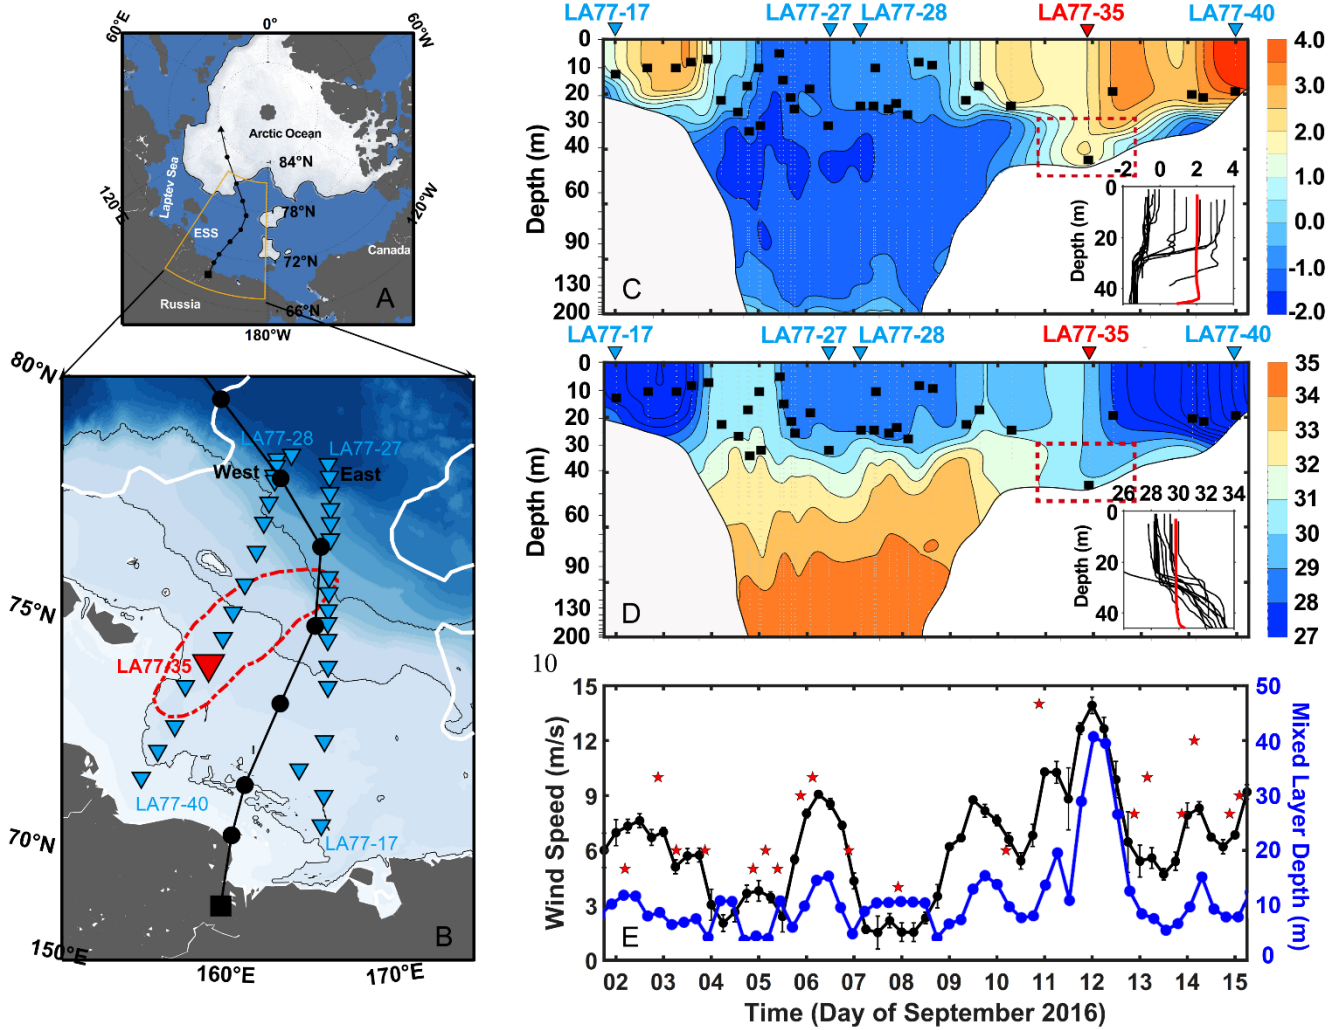 60°E
0°
60°W
Arctic Ocean
84°N
Laptev Sea
120°E
78°N
120°W
ESS
Canada
72°N
A
Russia
66°N
180°W
80°N
LA77-28
LA77-27
West
East
75°N
LA77-35
LA77-40
LA77-17
70°N
B
150°E
160°E
170°E
LA77-17
LA77-27
LA77-28
LA77-35
LA77-40
Depth (m)
0
10
20
30
40
60
90
130
200
C
4.0
3.0
2.0
1.0
0.0
-1.0
-2.0
-2 0 2 4
Depth (m)
0
20
40
LA77-17
LA77-27
LA77-28
LA77-35
LA77-40
Depth (m)
0
10
20
30
40
60
90
130
200
D
35
34
33
32
31
30
29
28
27
26 28 30 32 34
Depth (m)
0
20
40
10
Wind Speed (m/s)
15
12
9
6
3
0
E
50
40
30
20
10
0
Mixed Layer Depth (m)
02 03 04 05 06 07 08 09 10 11 12 13 14 15
Time (Day of September 2016)